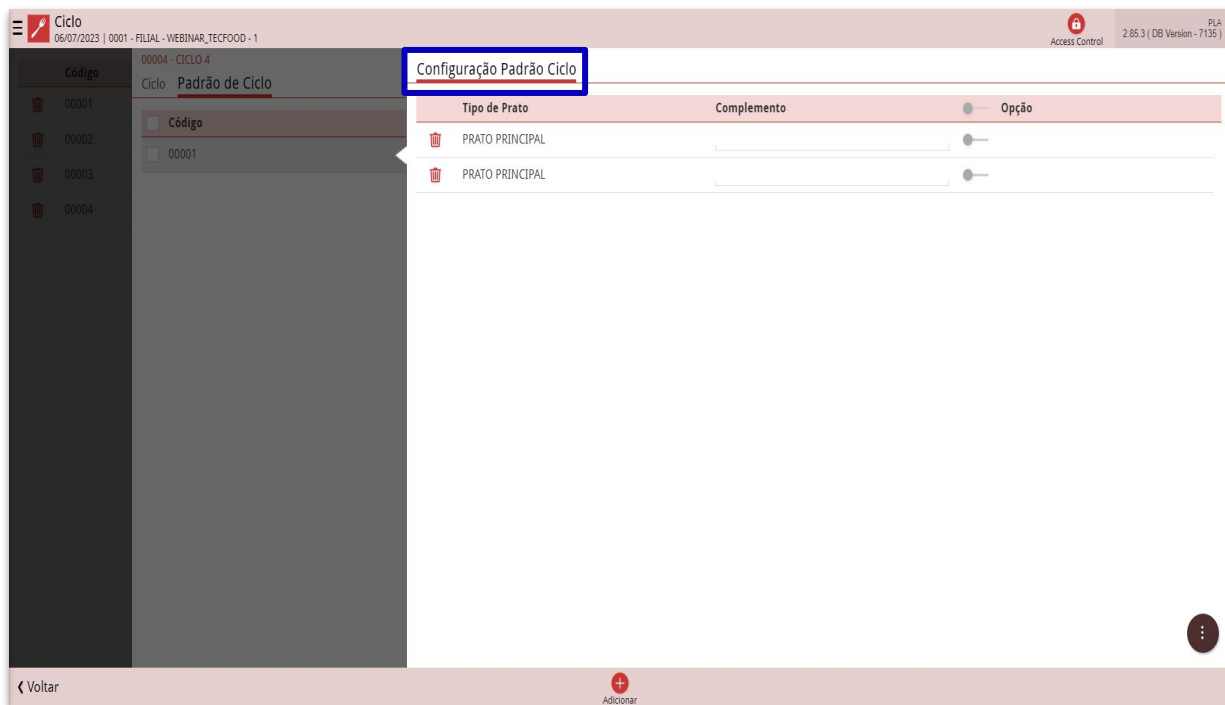 Ciclo
06/07/2023 | 0001 - FILIAL - WEBINAR_TECFOOD - 1
Access Control
PLA
2.85.3 ( DB Version - 7135 )
Código
00001
00002
00003
00004
00004 - CICLO 4
Ciclo Padrão de Ciclo
Código
00001
Configuração Padrão Ciclo
Tipo de Prato Complemento Opção
PRATO PRINCIPAL
PRATO PRINCIPAL
Voltar
Adicionar